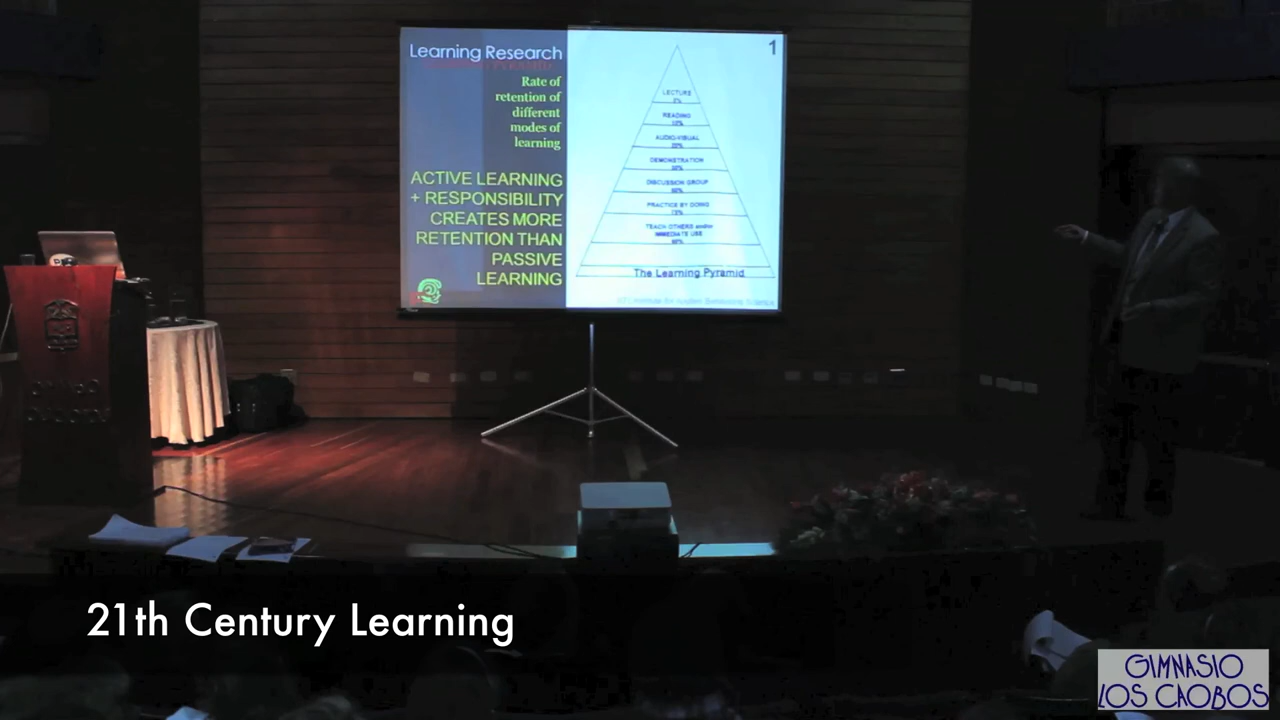 Learning Research
Rate of
retention of
different
modes of
learning
ACTIVE LEARNING
+ RESPONSIBILITY
CREATES MORE
RETENTION THAN
PASSIVE
LEARNING
1
LECTURE
READING
AUDIO-VISUAL
DEMONSTRATION
DISCUSSION GROUP
PRACTICE BY DOING
TEACH OTHERS and/or
IMMEDIATE USE
The Learning Pyramid
21th Century Learning
GIMNASIO
LOS CAOBOS